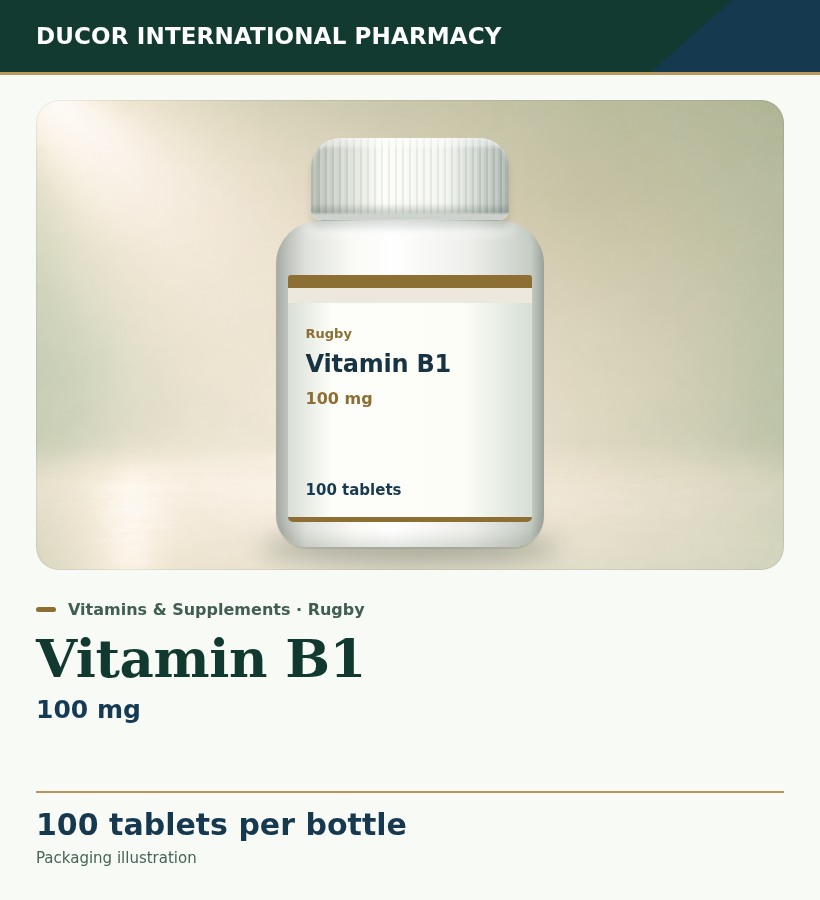 DUCOR INTERNATIONAL PHARMACY
Rugby
Vitamin B1
100 mg
100 tablets
Vitamins & Supplements · Rugby
Vitamin B1
100 mg
100 tablets per bottle
Packaging illustration